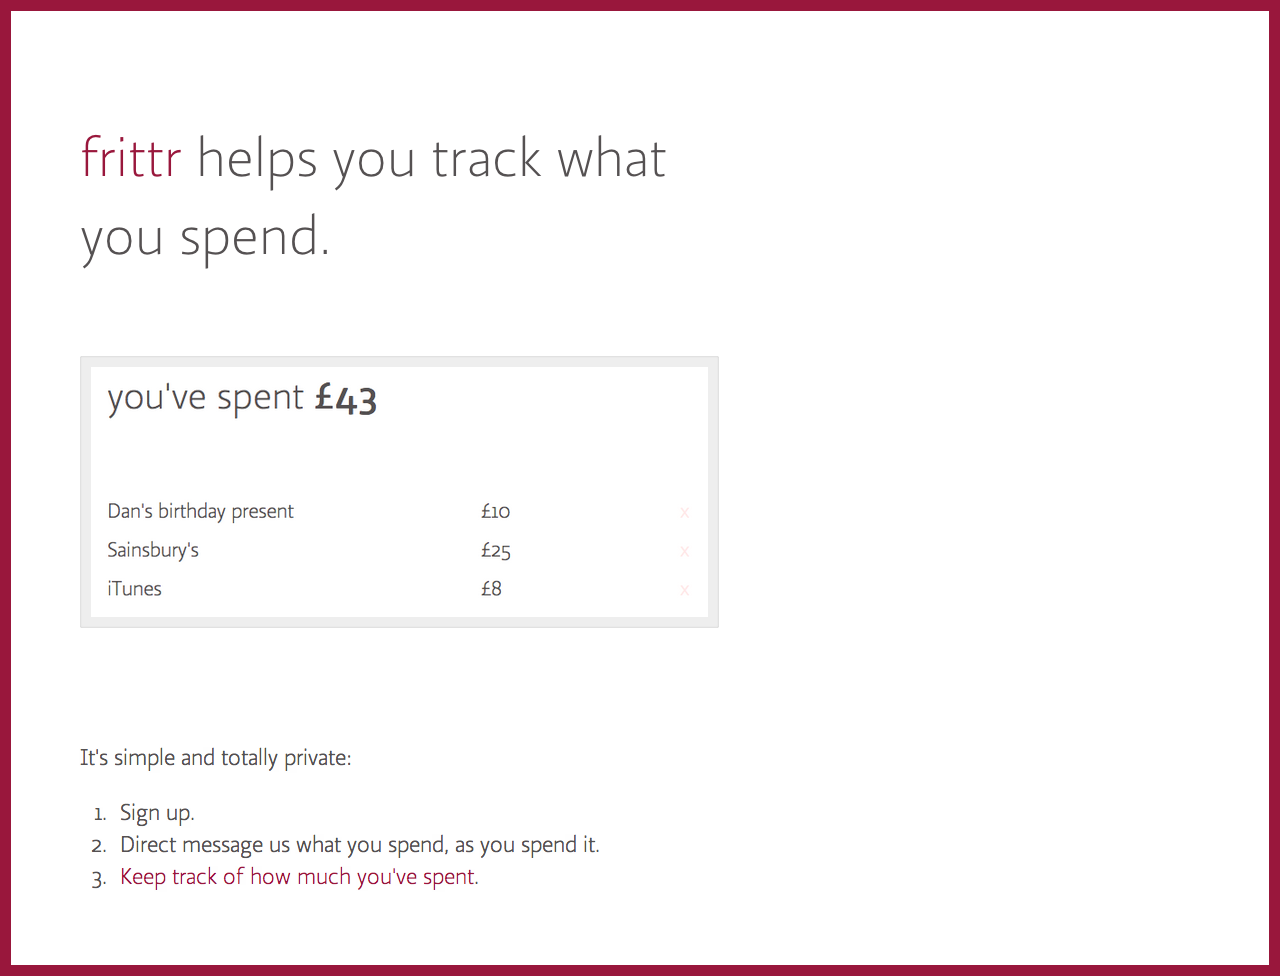 frittr helps you track what
you spend.
you've spent £43
Dan's birthday present £10 x
Sainsbury's £25 x
iTunes £8 x
It's simple and totally private:
1. Sign up.
2. Direct message us what you spend, as you spend it.
3. Keep track of how much you've spent.